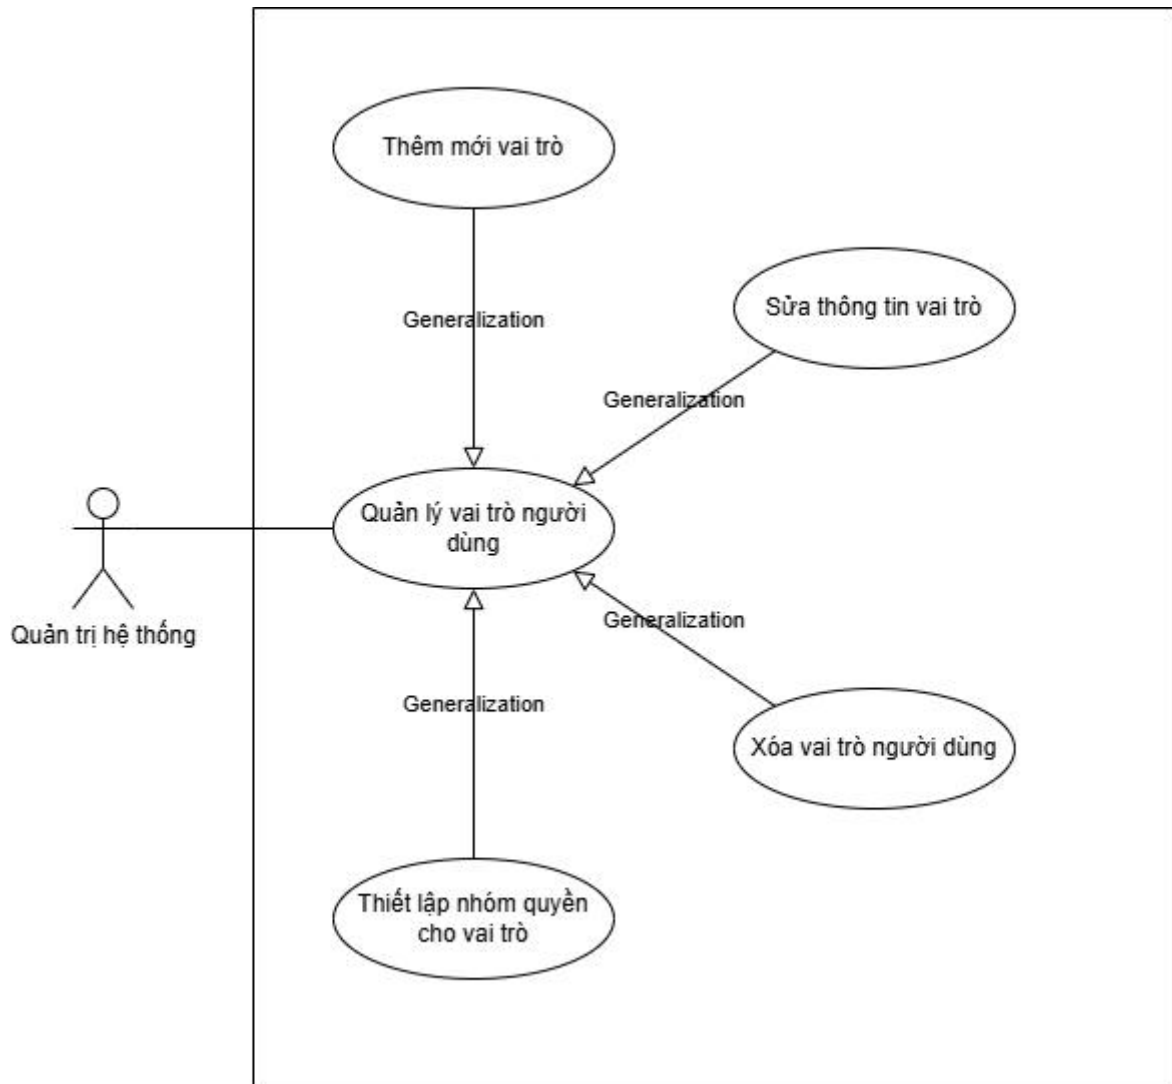 Thêm mới vai trò
Generalization
Sửa thông tin vai trò
Generalization
Quản lý vai trò người
dùng
Quản trị hệ thống
Generalization
Generalization
Xóa vai trò người dùng
Thiết lập nhóm quyền
cho vai trò